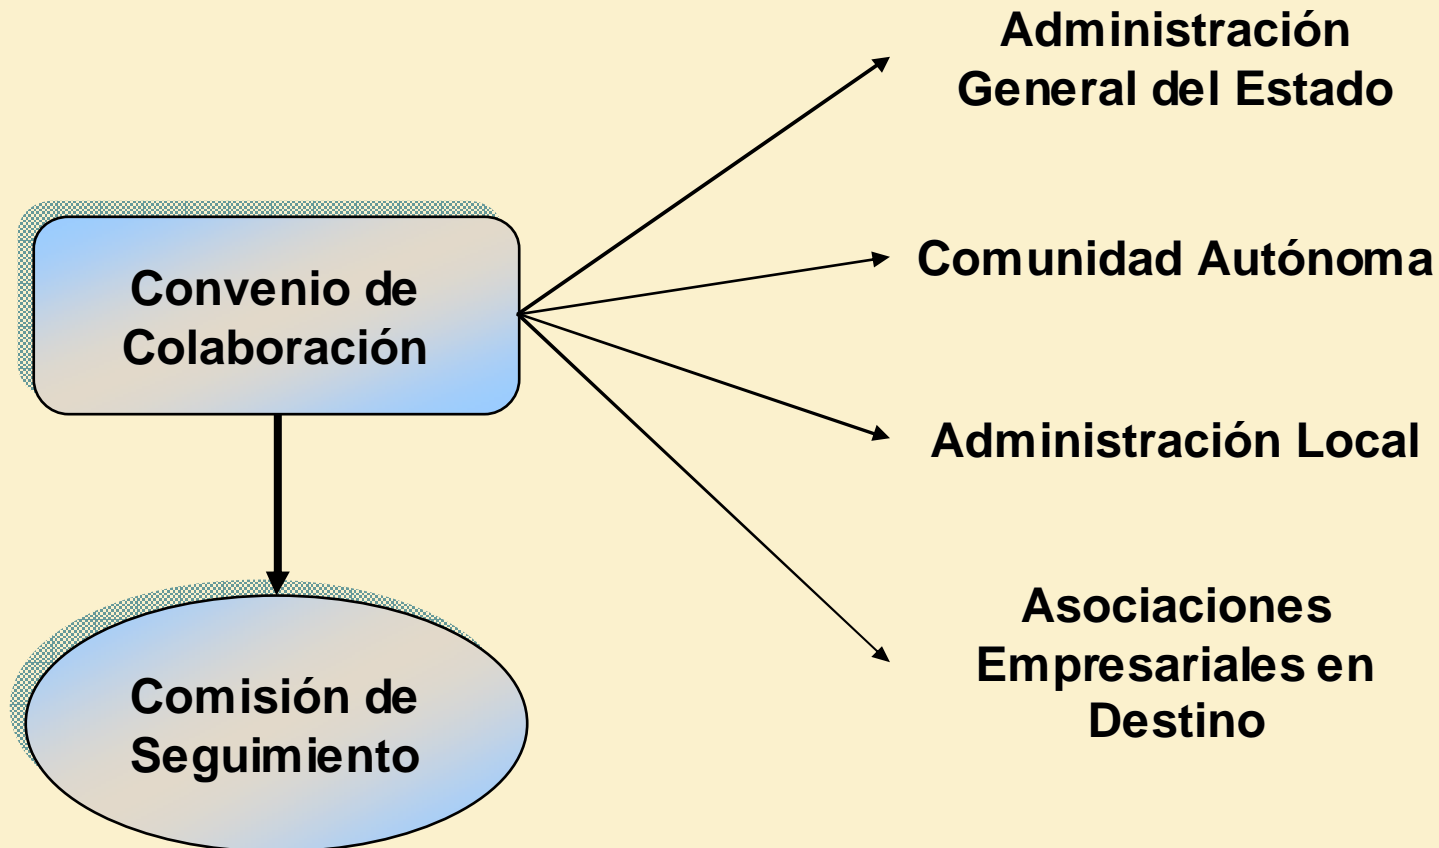 Administración
General del Estado
Convenio de
Colaboración
Comunidad Autónoma
Administración Local
Comisión de
Seguimiento
Asociaciones
Empresariales en
Destino